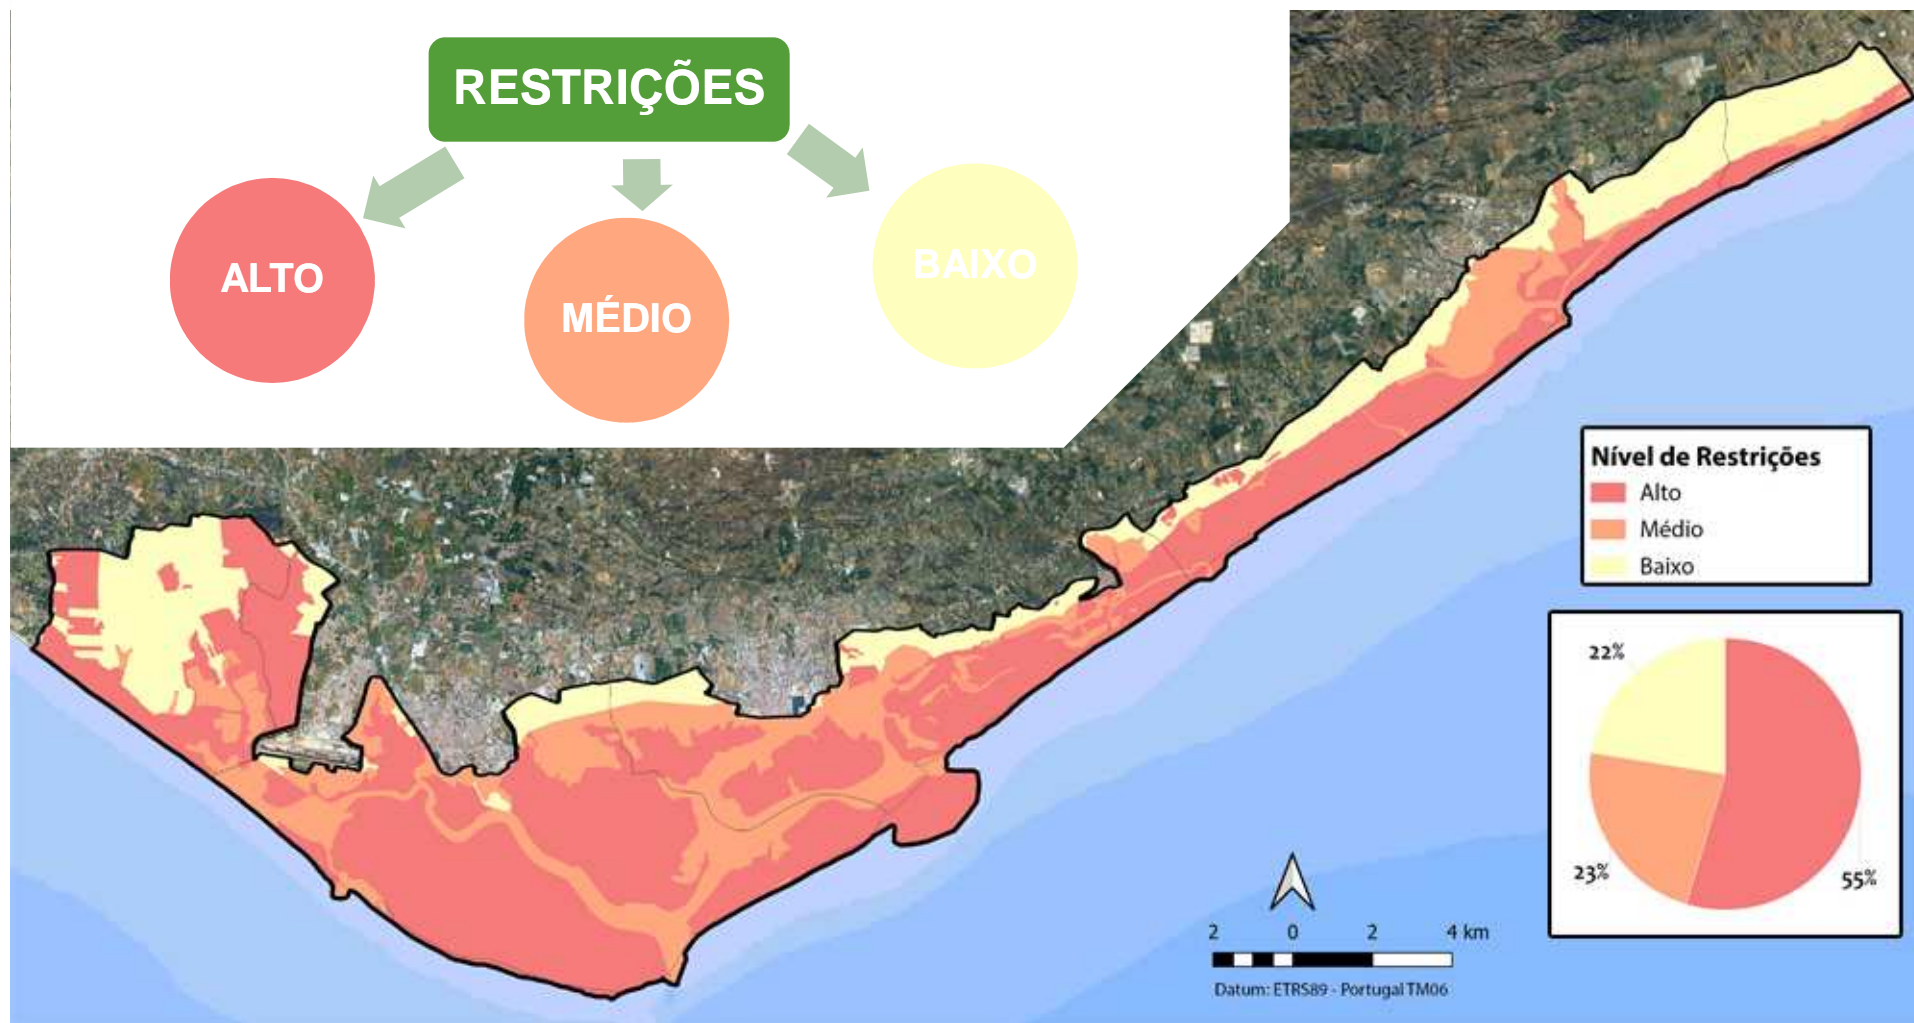 RESTRIÇÕES
ALTO
MÉDIO
BAIXO
Nível de Restrições
Alto
Médio
Baixo
22%
23%
55%
2 0 2 4 km
Datum: ETRS89 - Portugal TM06